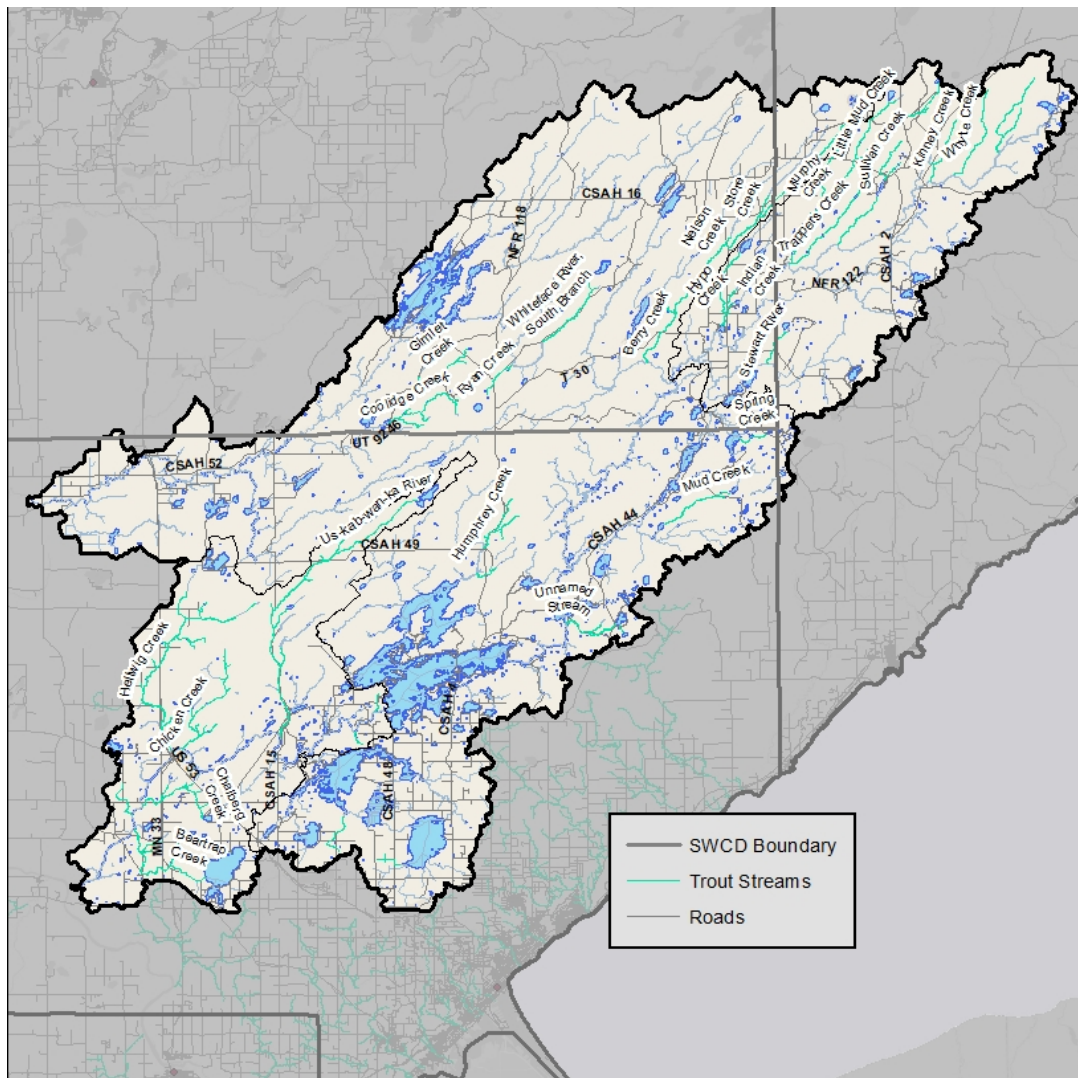 Little Mud Creek
Sullivan Creek
Kinney Creek
Whyte Creek
Murphy
Creek
Trappers Creek
CSAH 16
NFR 118
Nelson
Creek
Store
Creek
Hypo
Creek
Indian
Creek
CSAH 2
NFR 122
Whiteface River,
South Branch
Gimlet
Creek
Berry Creek
Stewart River
Ryan Creek
Coolidge Creek
T 30
Spring
Creek
UT 9246
CSAH 52
Mud Creek
Us-kab-wan-ka River
Humphrey Creek
CSAH 44
CSAH 49
Unnamed
Stream
Hellwig Creek
Chicken Creek
CSAH 4
US 53
CSAH 15
Chalberg
Creek
CSAH 48
MN 33
Beartrap
Creek
SWCD Boundary
Trout Streams
Roads